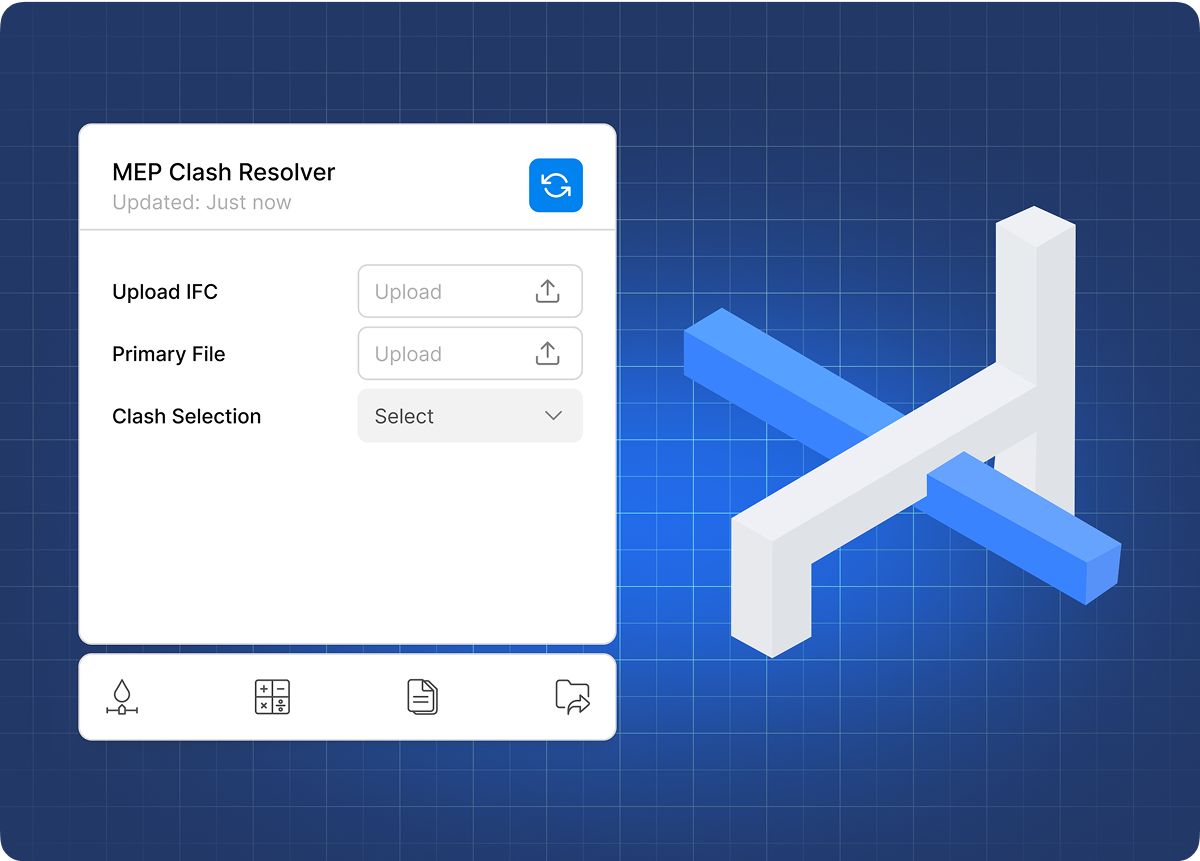 MEP Clash Resolver
Updated: Just now
Upload IFC
Upload
Primary File
Upload
Clash Selection
Select